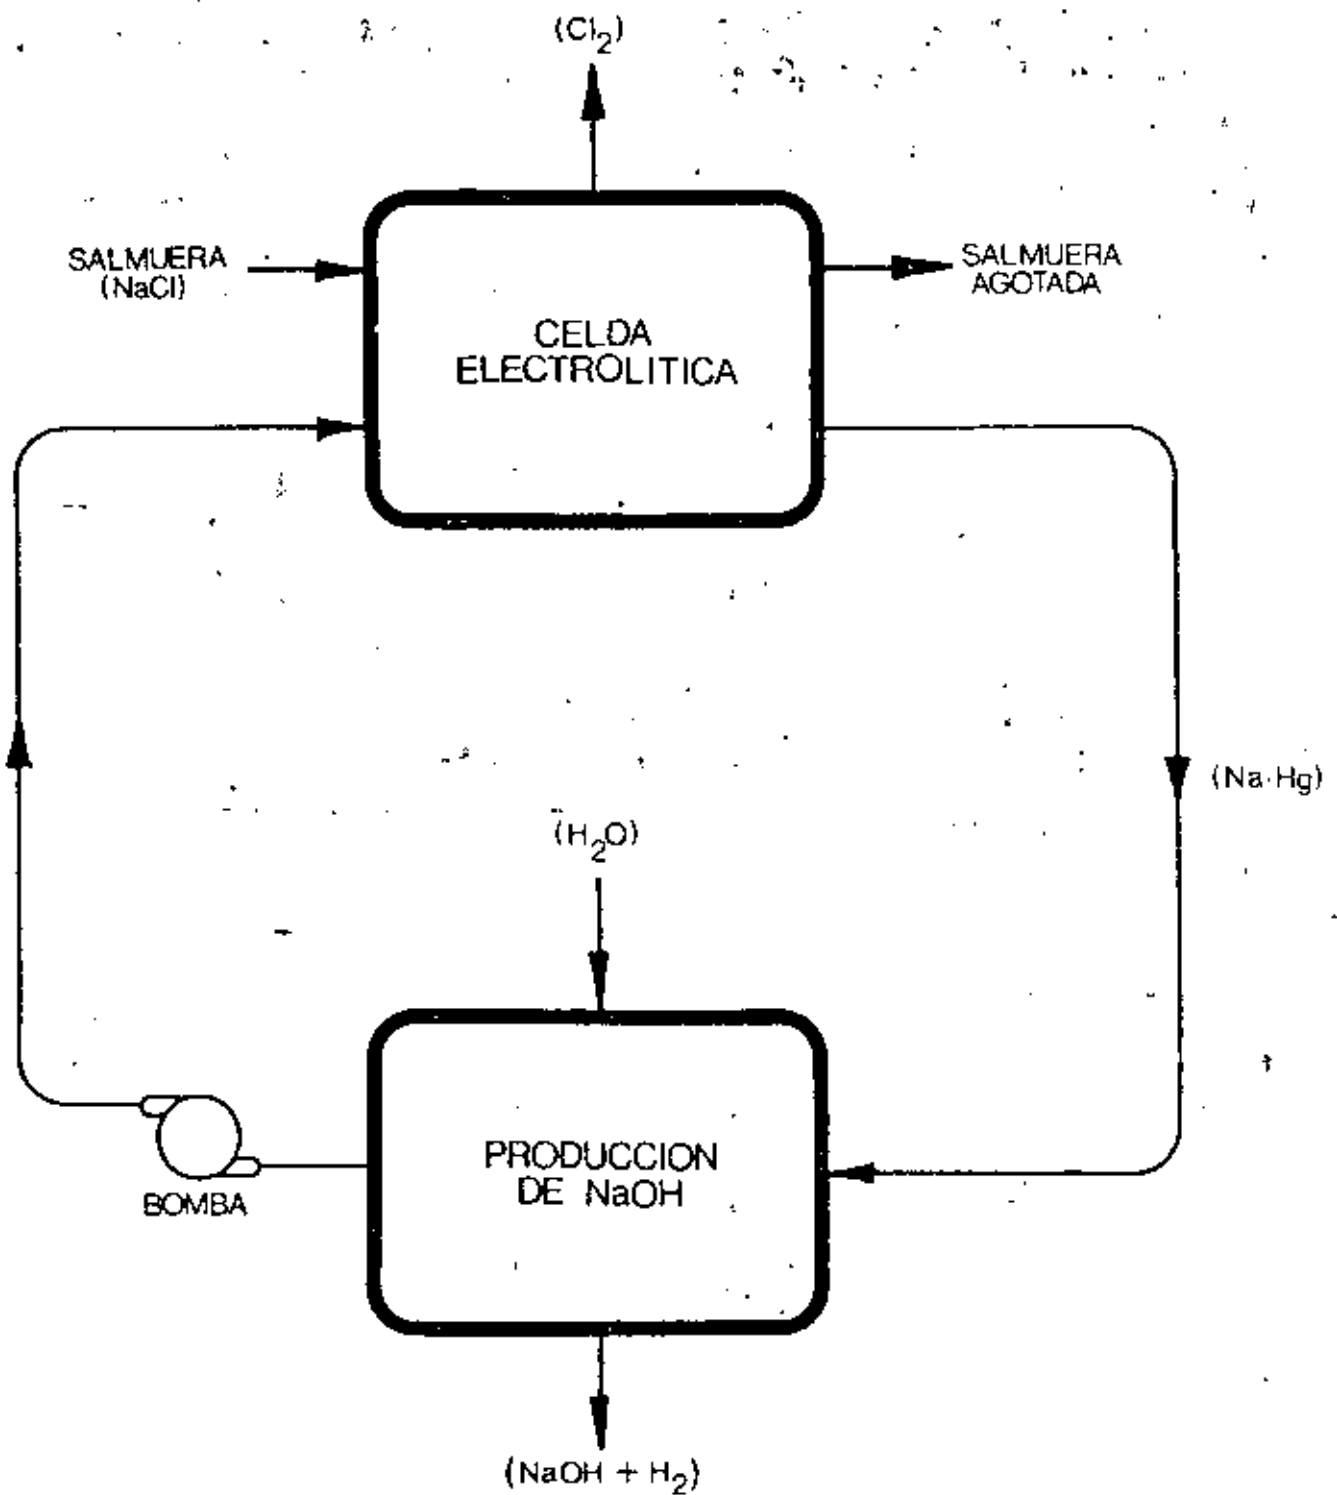 (Cl₂)
SALMUERA
(NaCl)
SALMUERA
AGOTADA
CELDA
ELECTROLITICA
(Na·Hg)
(H₂O)
PRODUCCION
DE NaOH
BOMBA
(NaOH + H₂)